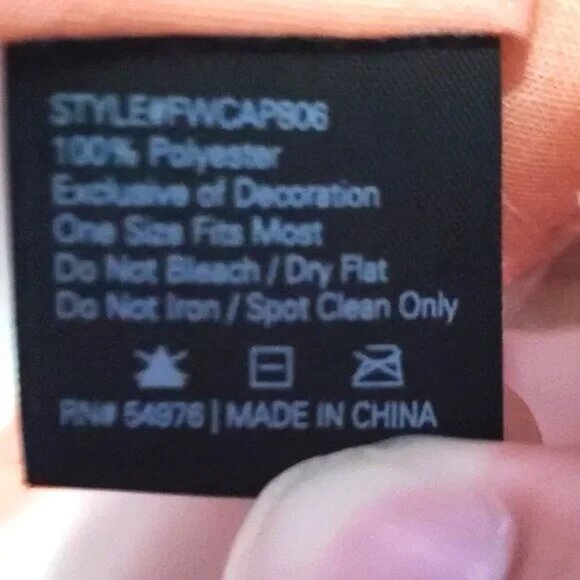 STYLE#FWCAP806
100% Polyester
Exclusive of Decoration
One Size Fits Most
Do Not Bleach / Dry Flat
Do Not Iron / Spot Clean Only
RN# 54976 | MADE IN CHINA